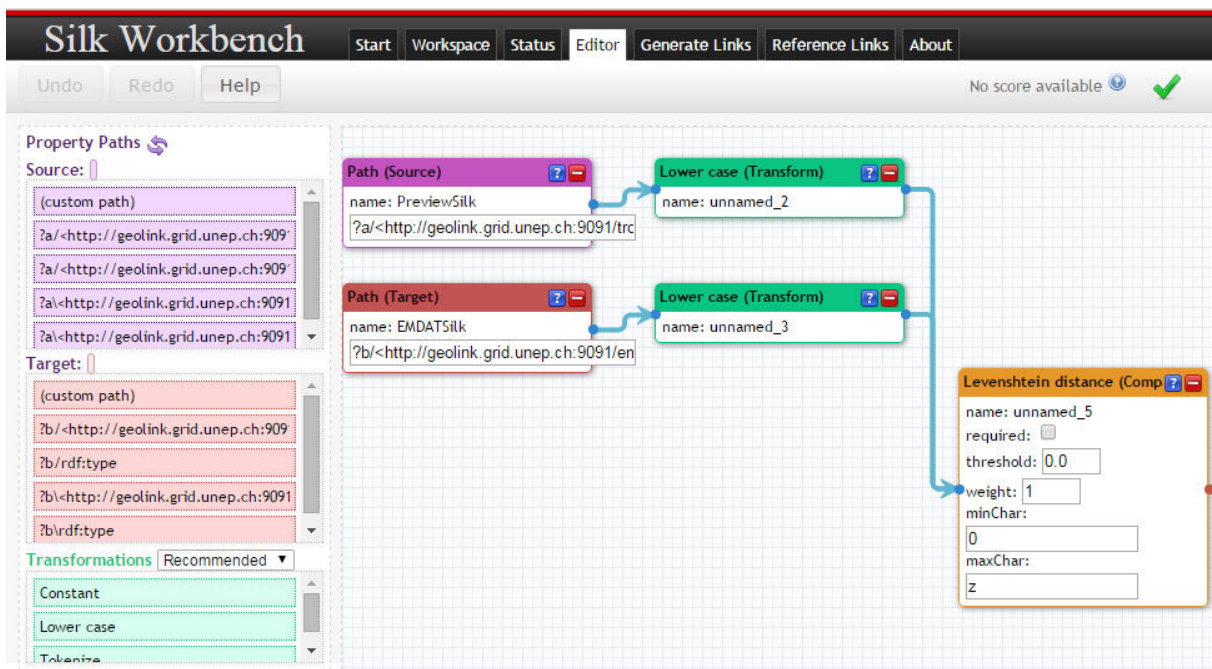 Silk Workbench
Start Workspace Status Editor Generate Links Reference Links About
Undo Redo Help
No score available
Property Paths
Source:
(custom path)
?a/<http://geolink.grid.unep.ch:909
?a/<http://geolink.grid.unep.ch:909
?a\<http://geolink.grid.unep.ch:9091
?a\<http://geolink.grid.unep.ch:9091
Target:
(custom path)
?b/<http://geolink.grid.unep.ch:909
?b/rdf:type
?b\<http://geolink.grid.unep.ch:9091
?b\rdf:type
Transformations Recommended
Constant
Lower case
Tokenize
Path (Source)
name: PreviewSilk
?a/<http://geolink.grid.unep.ch:9091/trc
Lower case (Transform)
name: unnamed_2
Path (Target)
name: EMDATSilk
?b/<http://geolink.grid.unep.ch:9091/en
Lower case (Transform)
name: unnamed_3
Levenshtein distance (Comp
name: unnamed_5
required:
threshold: 0.0
weight: 1
minChar:
0
maxChar:
z